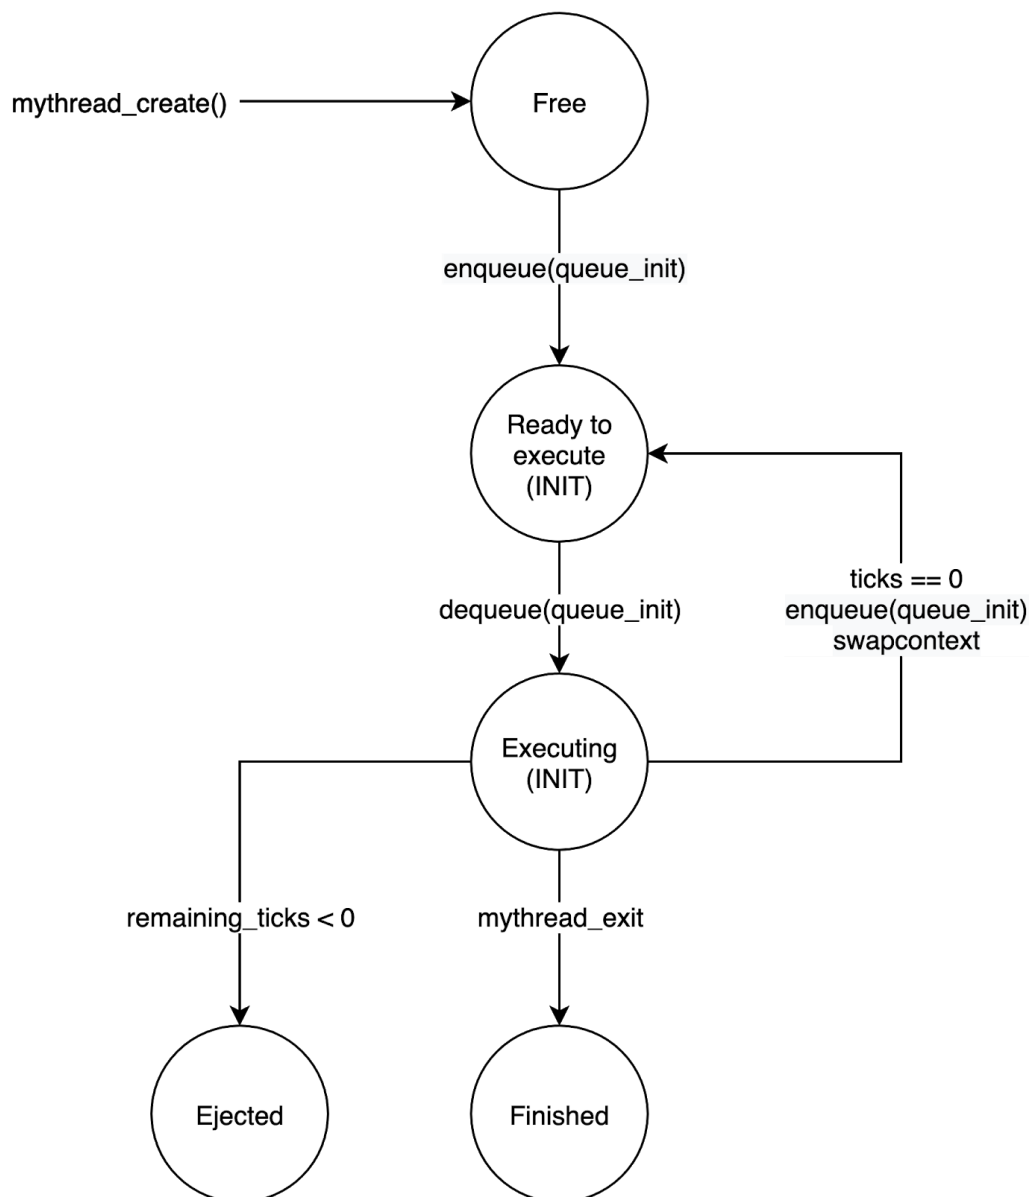 mythread_create()
Free
enqueue(queue_init)
Ready to
execute
(INIT)
ticks == 0
enqueue(queue_init)
swapcontext
dequeue(queue_init)
Executing
(INIT)
remaining_ticks < 0
mythread_exit
Ejected
Finished